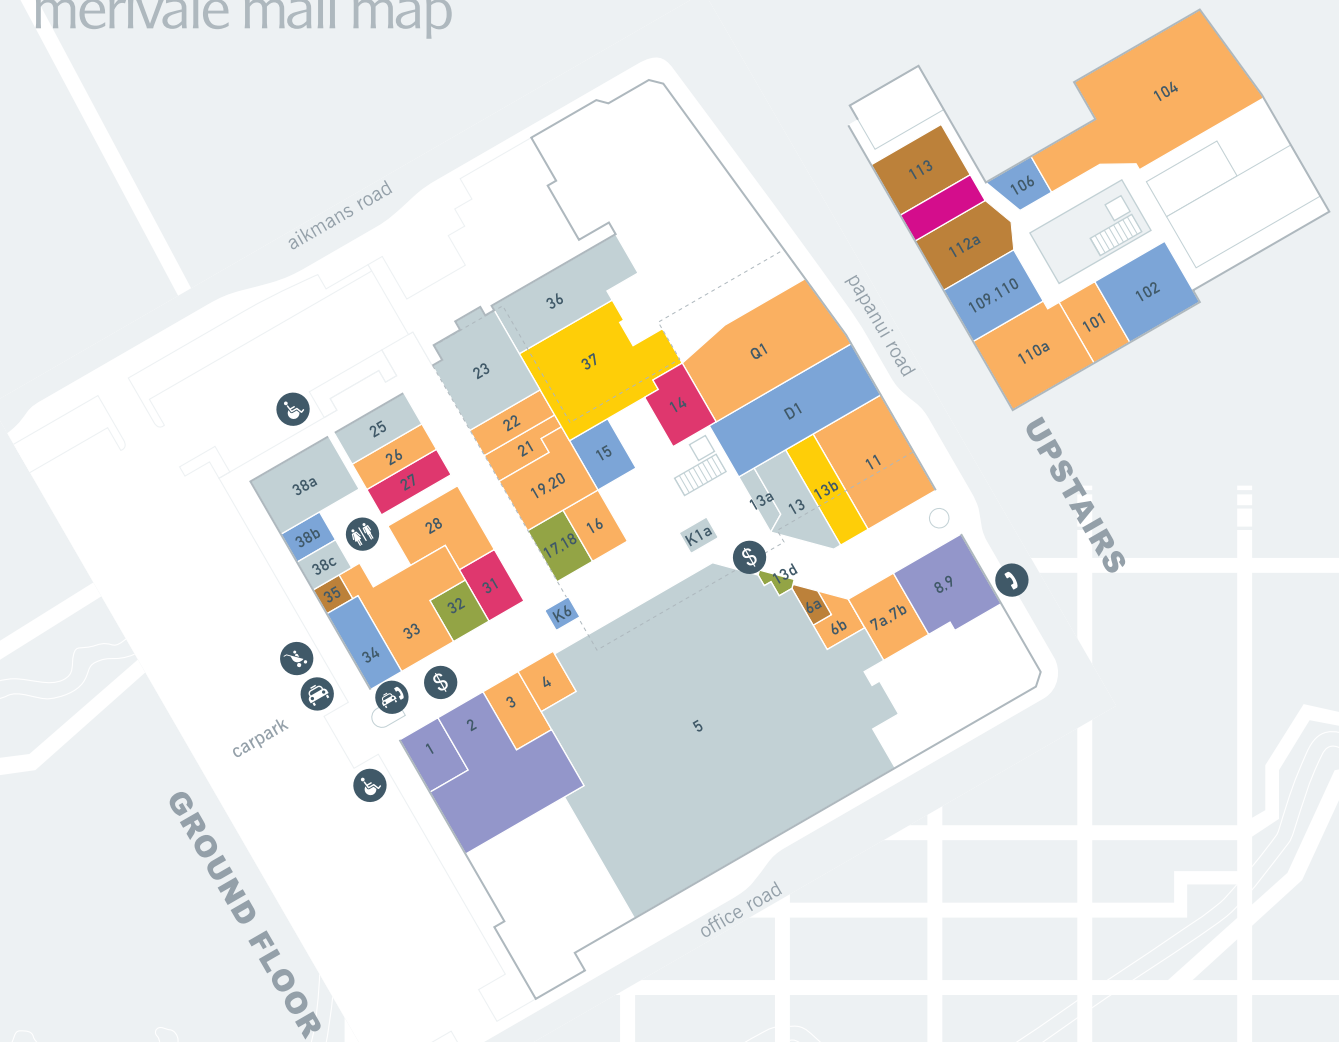 merivale mall map
aikmans road
papanui road
UPSTAIRS
104
113
106
112a
109.110
102
101
110a
36
37
23
22
21
19.20
15
16
17.18
14
Q1
D1
11
13a
13
13b
K1a
K6
25
26
27
38a
38b
38c
28
35
34
33
32
31
$
$
13d
6a
6b
7a.7b
8.9
1
2
3
4
5
carpark
office road
GROUND FLOOR